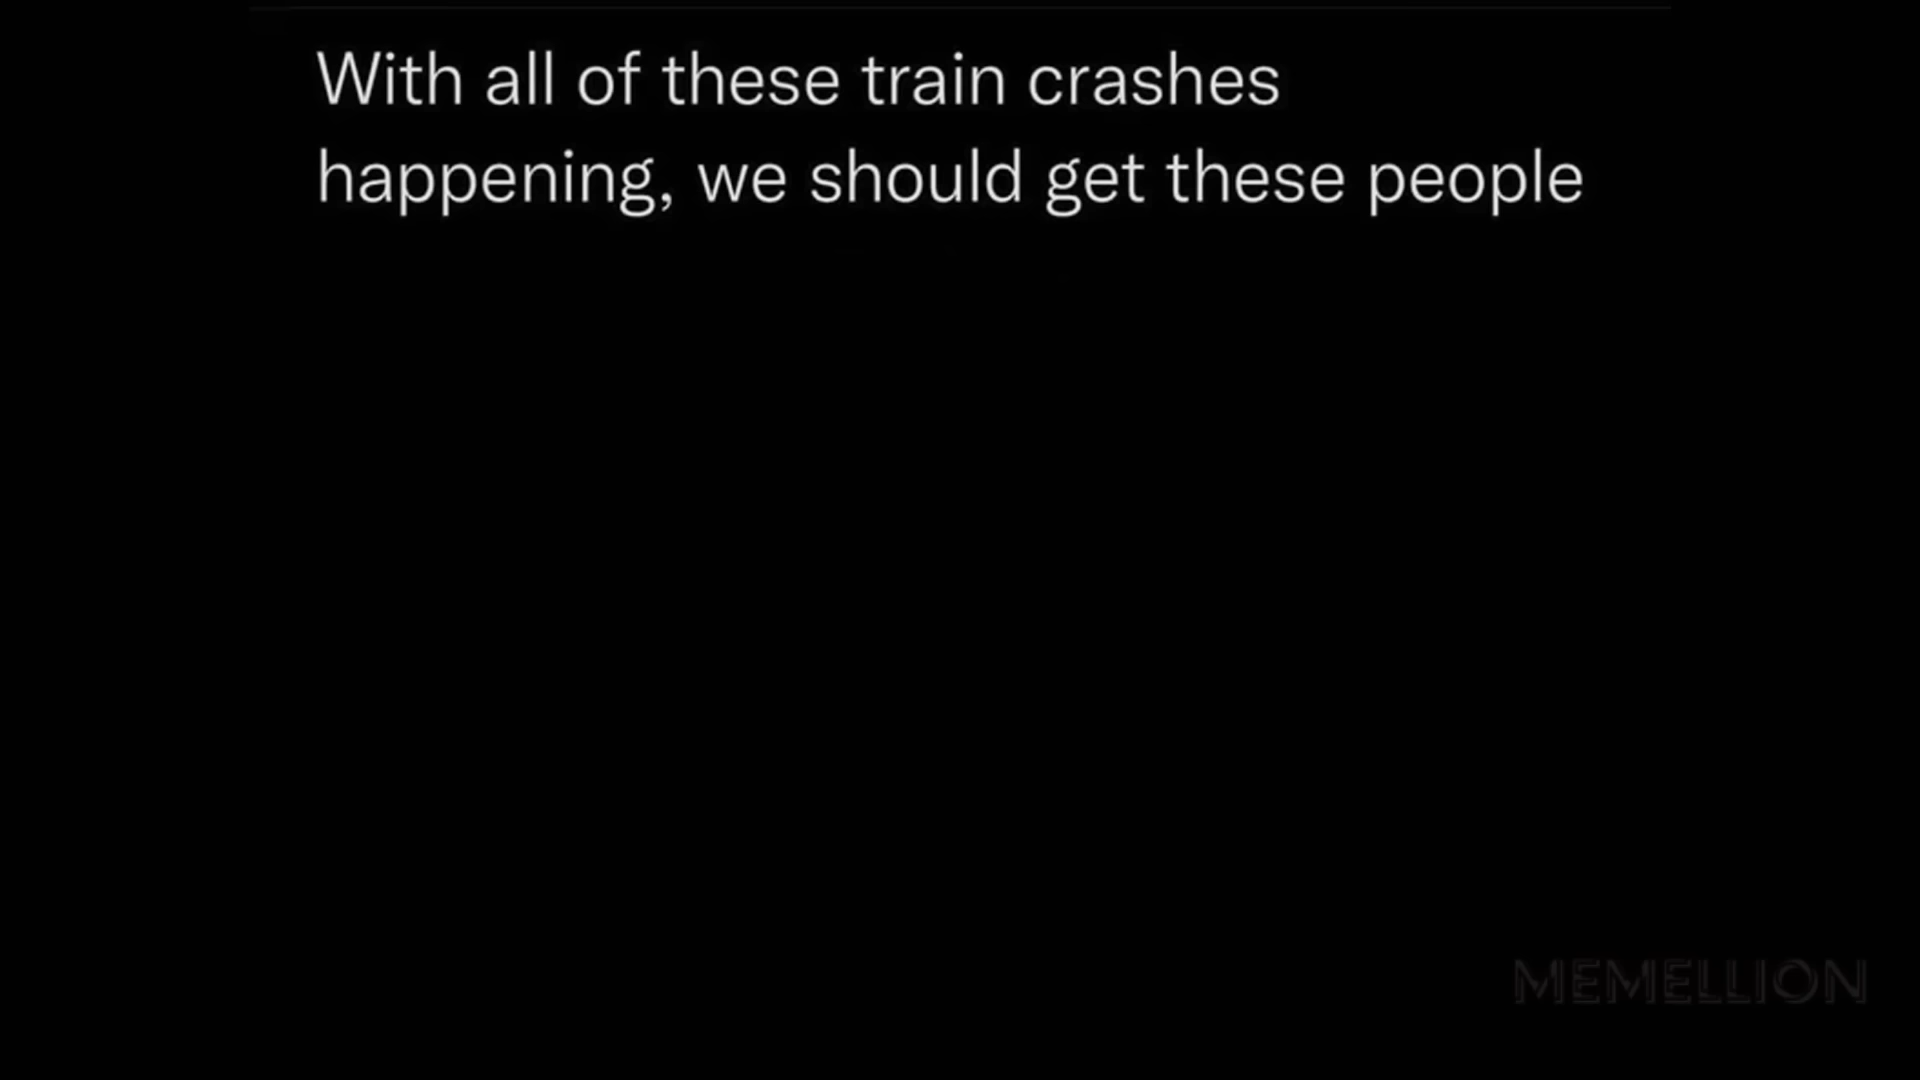 With all of these train crashes
happening, we should get these people
MEMELLION